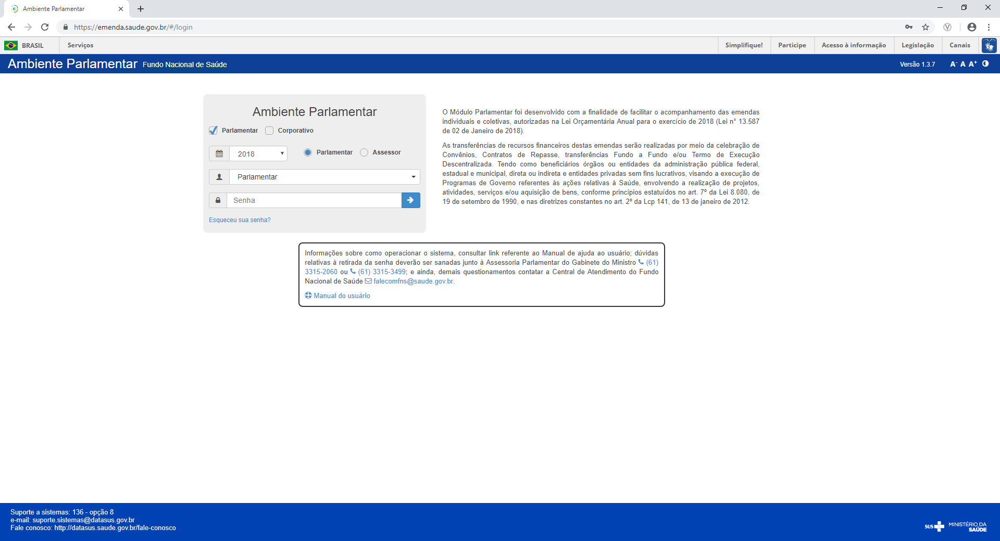 Ambiente Parlamentar
https://emenda.saude.gov.br/#/login
BRASIL
Serviços
Simplifique!
Participe
Acesso à informação
Legislação
Canais
Ambiente Parlamentar Fundo Nacional de Saúde
Versão 1.3.7
A- A A+
Ambiente Parlamentar
Parlamentar Corporativo
2018
Parlamentar Assessor
Parlamentar
Senha
Esqueceu sua senha?
O Módulo Parlamentar foi desenvolvido com a finalidade de facilitar o acompanhamento das emendas
individuais e coletivas, autorizadas na Lei Orçamentária Anual para o exercício de 2018 (Lei n° 13.587
de 02 de Janeiro de 2018).
As transferências de recursos financeiros destas emendas serão realizadas por meio da celebração de
Convênios, Contratos de Repasse, transferências Fundo a Fundo e/ou Termo de Execução
Descentralizada. Tendo como beneficiários órgãos ou entidades da administração pública federal,
estadual e municipal, direta ou indireta e entidades privadas sem fins lucrativos, visando a execução de
Programas de Governo referentes às ações relativas à Saúde, envolvendo a realização de projetos,
atividades, serviços e/ou aquisição de bens, conforme princípios estatuídos no art. 7º da Lei 8.080, de
19 de setembro de 1990, e nas diretrizes constantes no art. 2º da Lcp 141, de 13 de janeiro de 2012.
Informações sobre como operacionar o sistema, consultar link referente ao Manual de ajuda ao usuário; dúvidas
relativas à retirada da senha deverão ser sanadas junto à Assessoria Parlamentar do Gabinete do Ministro (61)
3315-2060 ou (61) 3315-3499; e ainda, demais questionamentos contatar a Central de Atendimento do Fundo
Nacional de Saúde falecomfns@saude.gov.br.
Manual do usuário
Suporte a sistemas: 136 - opção 8
e-mail: suporte.sistemas@datasus.gov.br
Fale conosco: http://datasus.saude.gov.br/fale-conosco
SUS
MINISTÉRIO DA
SAÚDE